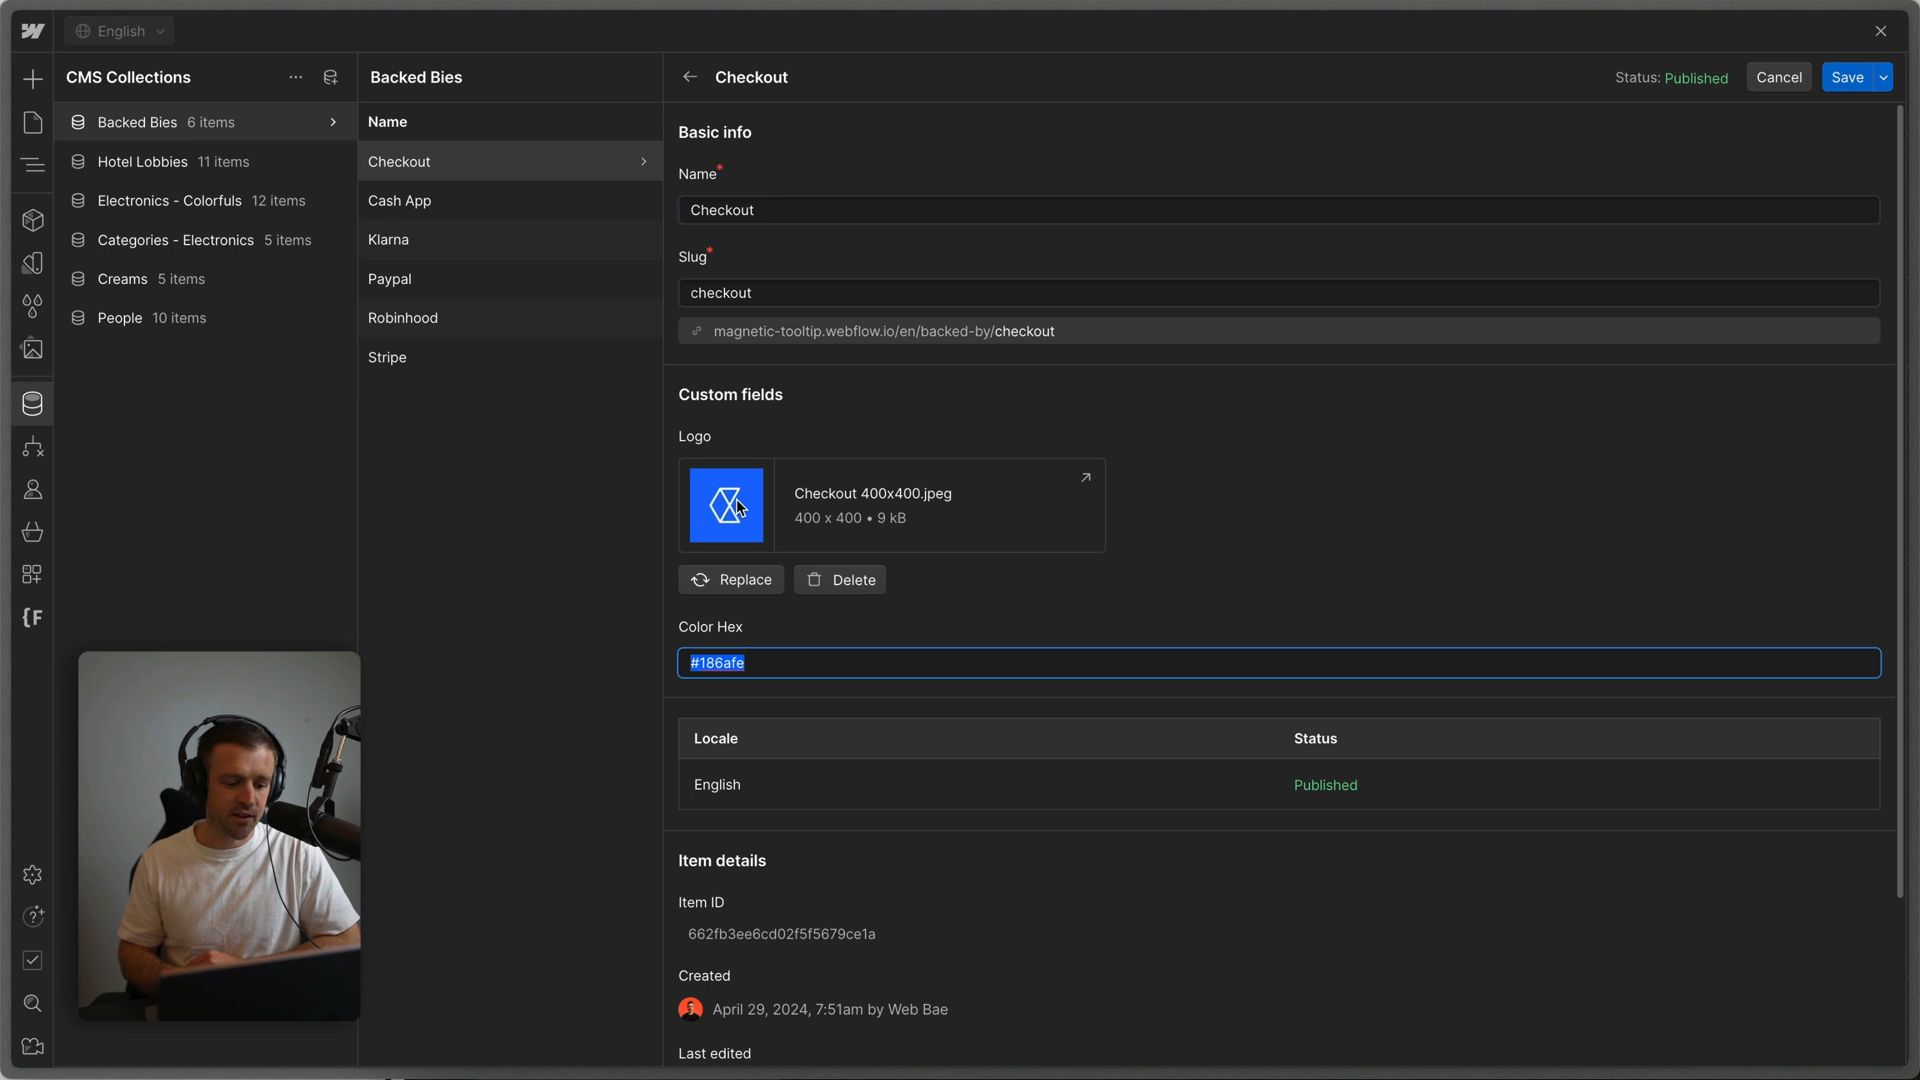 English
CMS Collections
Backed Bies
Checkout
Status: Published
Cancel
Save
Backed Bies 6 items
Hotel Lobbies 11 items
Electronics - Colorfuls 12 items
Categories - Electronics 5 items
Creams 5 items
People 10 items
Name
Checkout
Cash App
Klarna
Paypal
Robinhood
Stripe
Basic info
Name*
Checkout
Slug*
checkout
magnetic-tooltip.webflow.io/en/backed-by/checkout
Custom fields
Logo
Checkout 400x400.jpeg
400 x 400 • 9 kB
Replace
Delete
Color Hex
#186afe
Locale
Status
English
Published
Item details
Item ID
662fb3ee6cd02f5f5679ce1a
Created
April 29, 2024, 7:51am by Web Bae
Last edited
{F